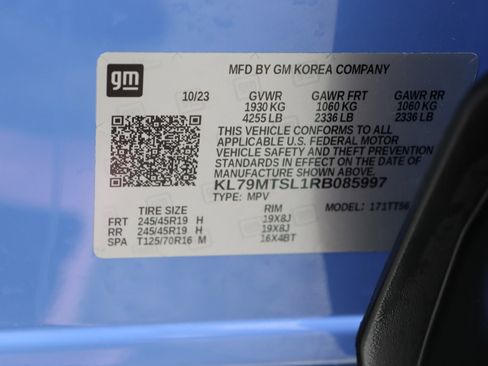 gm
MFD BY GM KOREA COMPANY
10/23 GVWR GAWR FRT GAWR RR
1930 KG 1060 KG 1060 KG
4255 LB 2336 LB 2336 LB
THIS VEHICLE CONFORMS TO ALL
APPLICABLE U.S. FEDERAL MOTOR
VEHICLE SAFETY AND THEFT PREVENTION
STANDARDS IN EFFECT ON THE DATE OF
MANUFACTURE SHOWN ABOVE.
KL79MTSL1RB085997
TYPE: MPV MODEL: 171TT56
TIRE SIZE RIM
FRT 245/45R19 H 19X8J
RR 245/45R19 H 19X8J
SPA T125/70R16 M 16X4BT